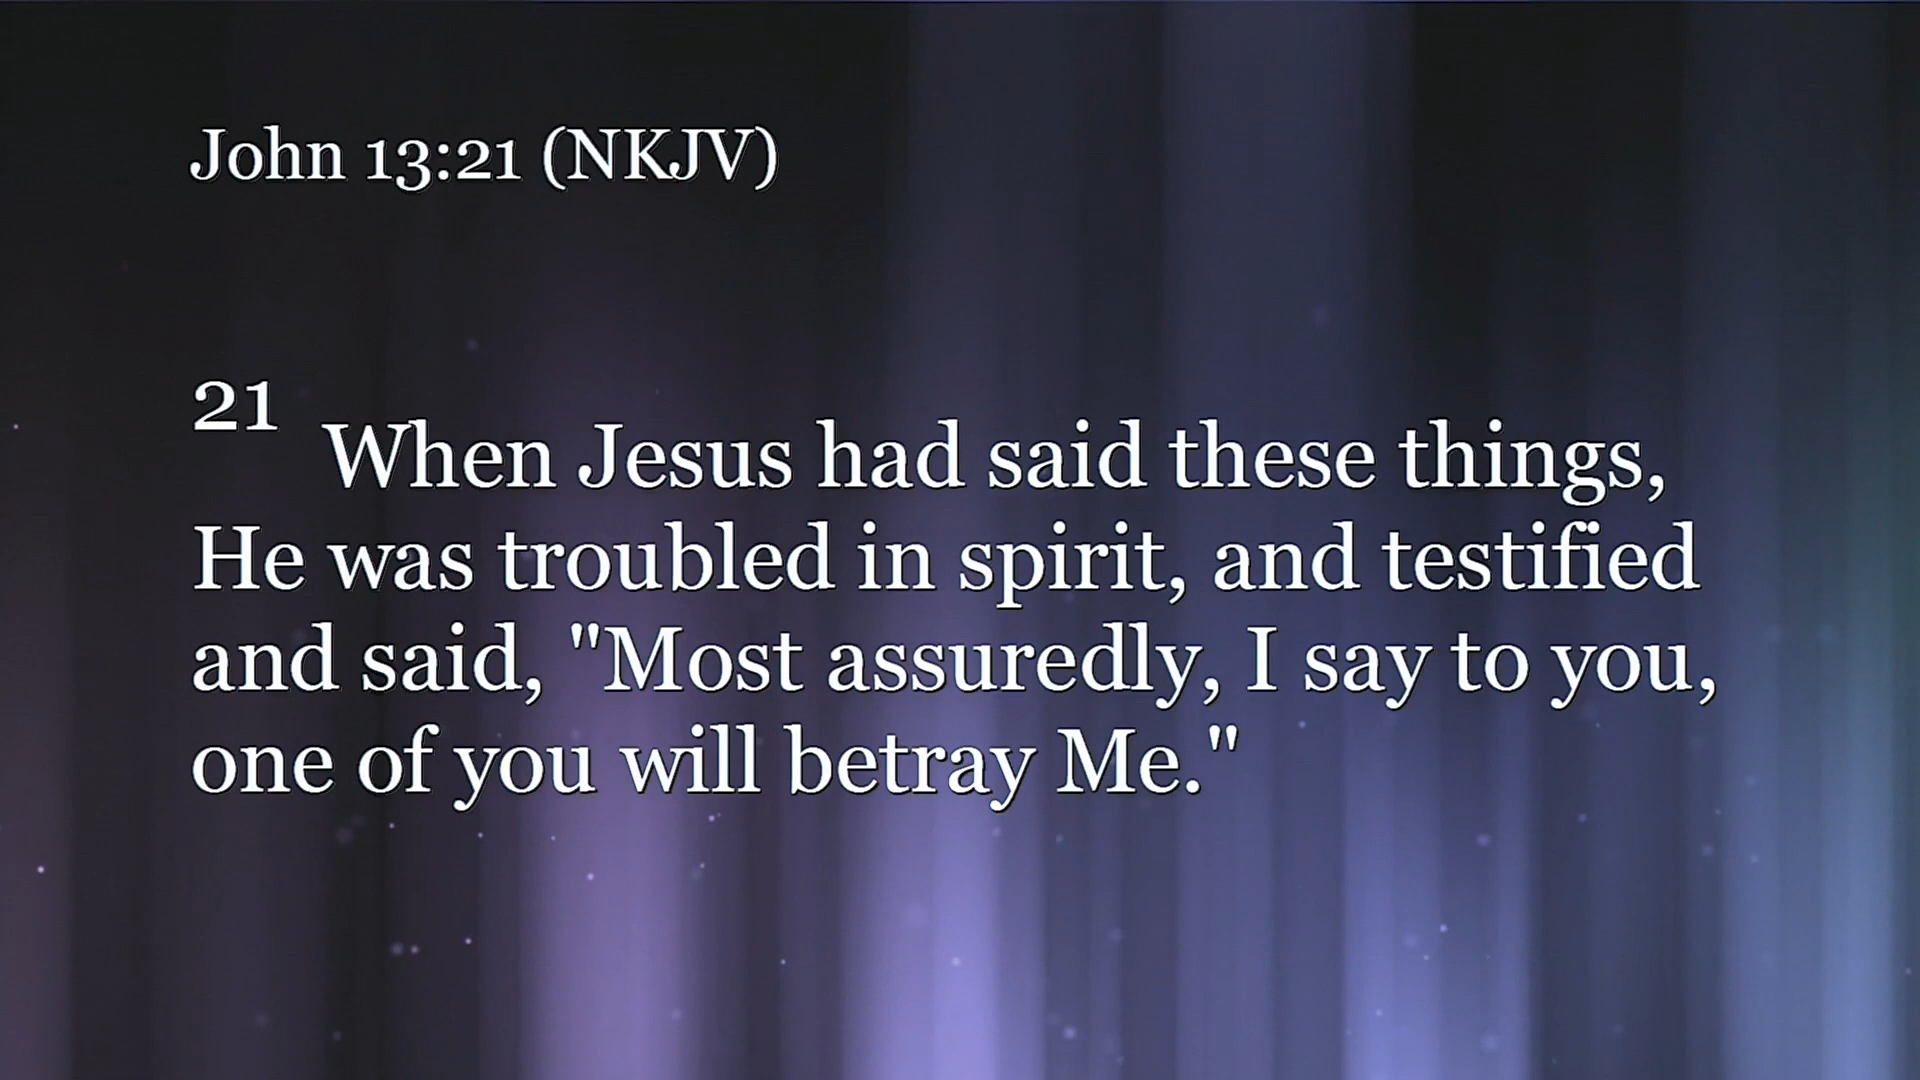 John 13:21 (NKJV)
21 When Jesus had said these things,
He was troubled in spirit, and testified
and said, "Most assuredly, I say to you,
one of you will betray Me."